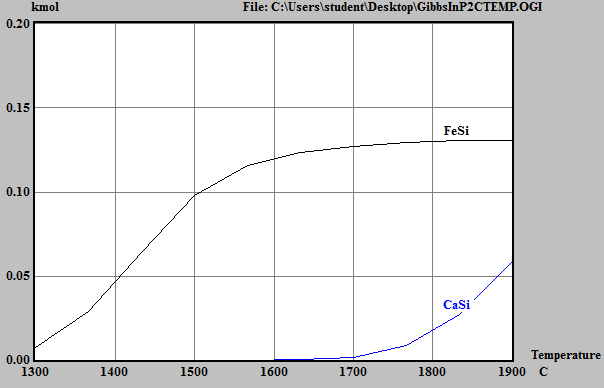 kmol File: C:\Users\student\Desktop\GibbsInP2CTEMP.OGI
0.20
0.15
FeSi
0.10
0.05
CaSi
0.00
Temperature
1300 1400 1500 1600 1700 1800 1900 C